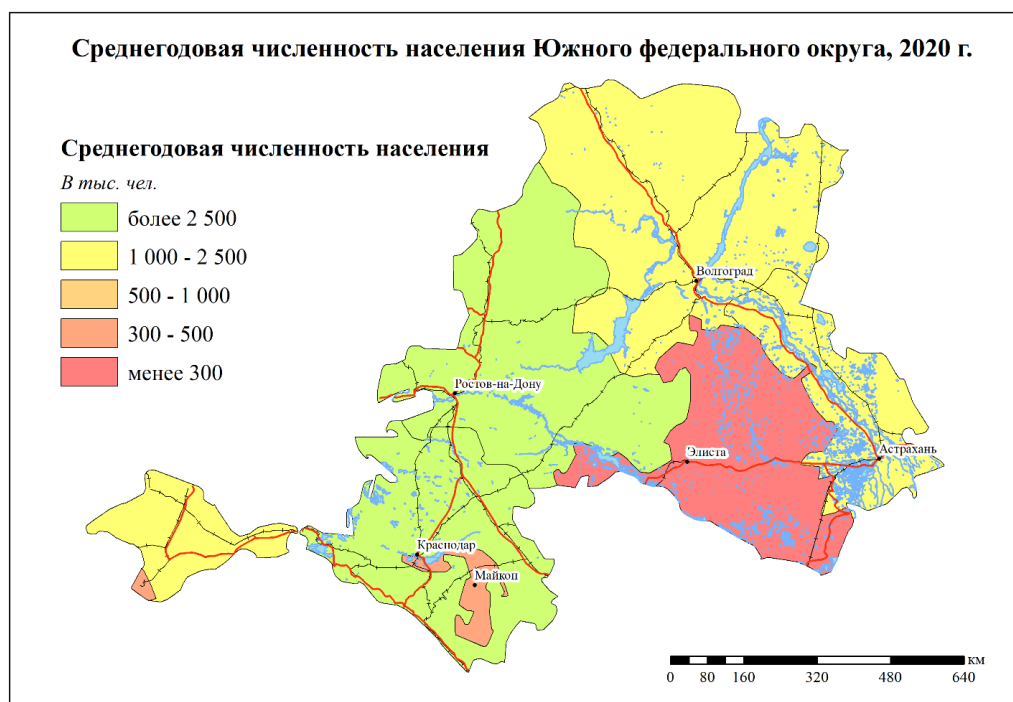 Среднегодовая численность населения Южного федерального округа, 2020 г.
Среднегодовая численность населения
В тыс. чел.
более 2 500
1 000 - 2 500
500 - 1 000
300 - 500
менее 300
Волгоград
Ростов-на-Дону
Элиста
Астрахань
Краснодар
Майкоп
км
0 80 160 320 480 640